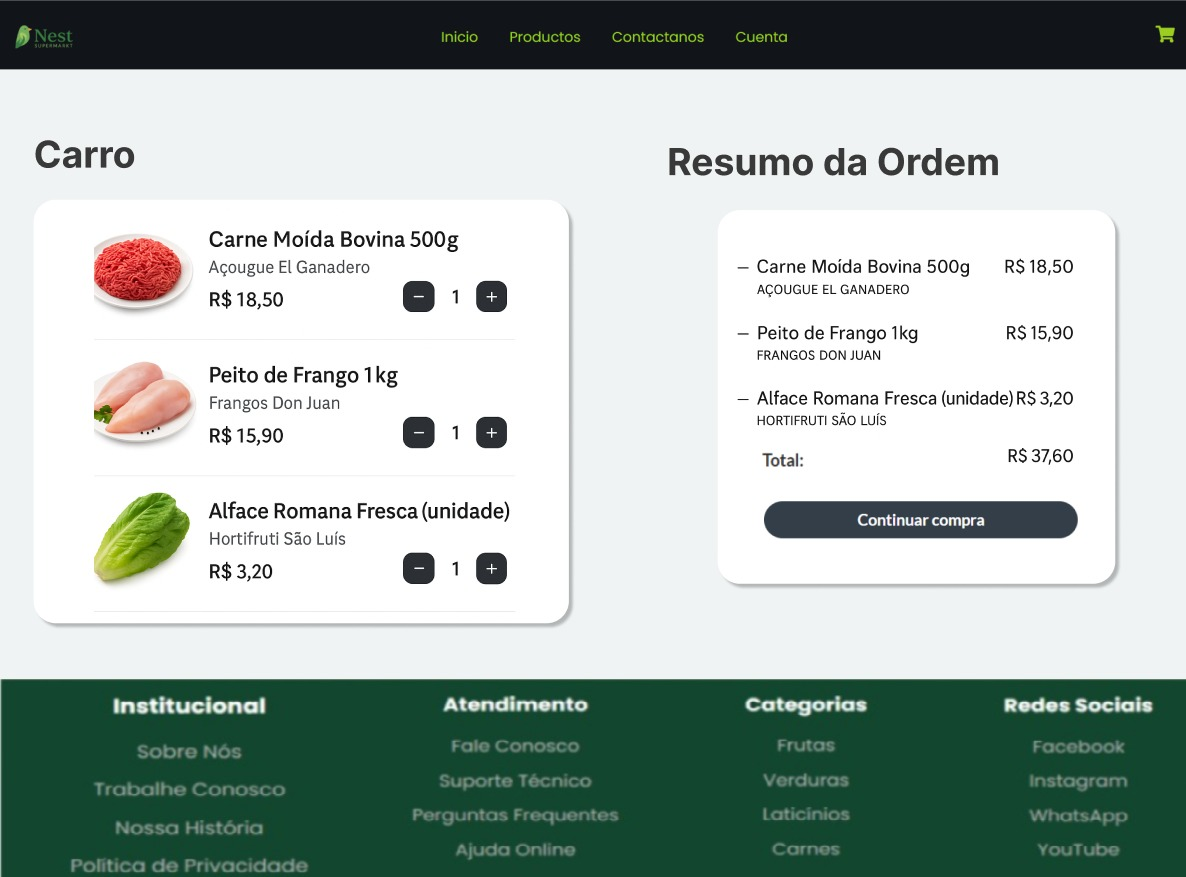 Nest
SUPERMARKT
Inicio
Productos
Contactanos
Cuenta
Carro
Carne Moída Bovina 500g
Açougue El Ganadero
R$ 18,50
− 1 +
Peito de Frango 1kg
Frangos Don Juan
R$ 15,90
− 1 +
Alface Romana Fresca (unidade)
Hortifruti São Luís
R$ 3,20
− 1 +
Resumo da Ordem
– Carne Moída Bovina 500g R$ 18,50
AÇOUGUE EL GANADERO
– Peito de Frango 1kg R$ 15,90
FRANGOS DON JUAN
– Alface Romana Fresca (unidade) R$ 3,20
HORTIFRUTI SÃO LUÍS
Total: R$ 37,60
Continuar compra
Institucional
Sobre Nós
Trabalhe Conosco
Nossa História
Política de Privacidade
Atendimento
Fale Conosco
Suporte Técnico
Perguntas Frequentes
Ajuda Online
Categorias
Frutas
Verduras
Laticínios
Carnes
Redes Sociais
Facebook
Instagram
WhatsApp
YouTube